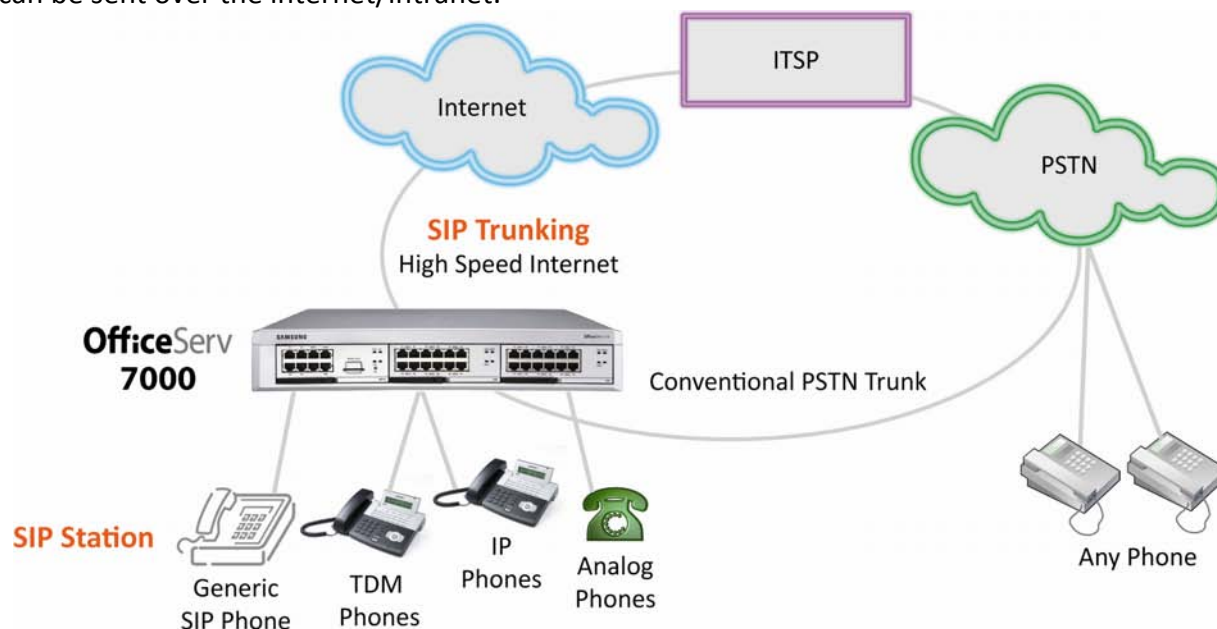 can be sent over the internet/intranet.
ITSP
Internet
PSTN
SIP Trunking
High Speed Internet
SAMSUNG
OfficeServ
7000
Conventional PSTN Trunk
SIP Station
Generic
SIP Phone
TDM
Phones
IP
Phones
Analog
Phones
Any Phone